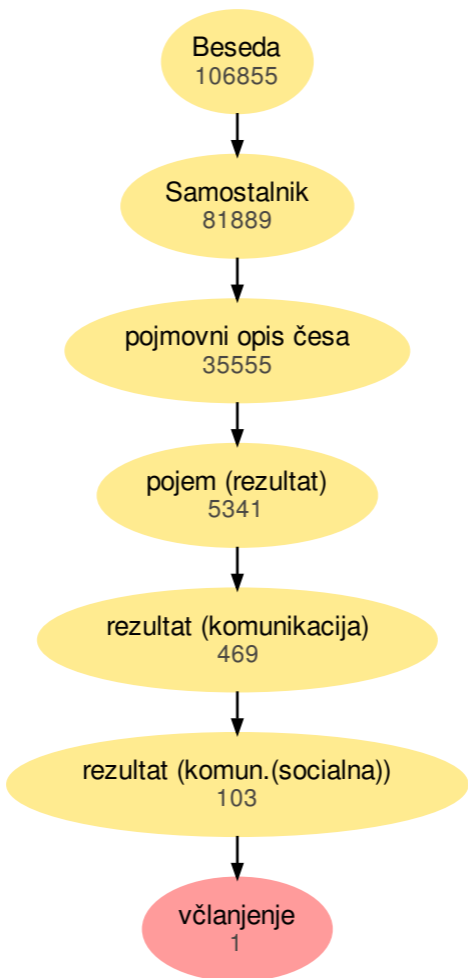 Beseda
106855
Samostalnik
81889
pojmovni opis česa
35555
pojem (rezultat)
5341
rezultat (komunikacija)
469
rezultat (komun.(socialna))
103
včlanjenje
1